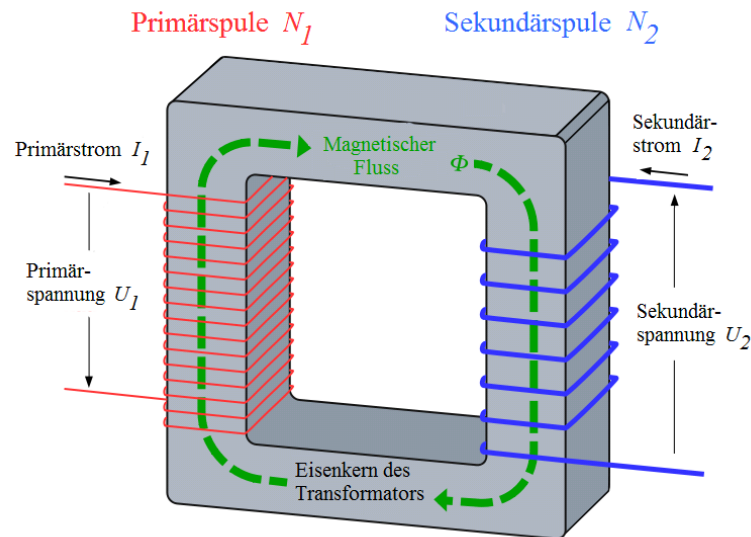 Primärspule N1
Sekundärspule N2
Primärstrom I1
Magnetischer
Fluss
Φ
Sekundär-
strom I2
Primär-
spannung U1
Sekundär-
spannung U2
Eisenkern des
Transformators